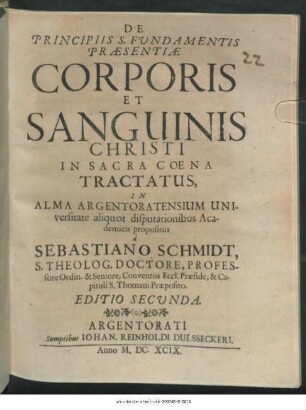 DE
PRINCIPIIS S. FUNDAMENTIS
PRÆSENTIÆ
22
CORPORIS
ET
SANGUINIS
CHRISTI
IN SACRA COENA
TRACTATUS,
IN
ALMA ARGENTORATENSIUM UNI-
versitate aliquot disputationibus Aca-
demicis propositus
à
SEBASTIANO SCHMIDT,
S. THEOLOG. DOCTORE, PROFES-
sore Ordin. & Seniore, Conventus Eccl. Præside, & Ca-
pituli S. Thomani Præposito.
EDITIO SECUNDA.
ARGENTORATI
Sumptibus IOHAN. REINHOLDI DULSSECKERI.
Anno M, DC. XCIX.